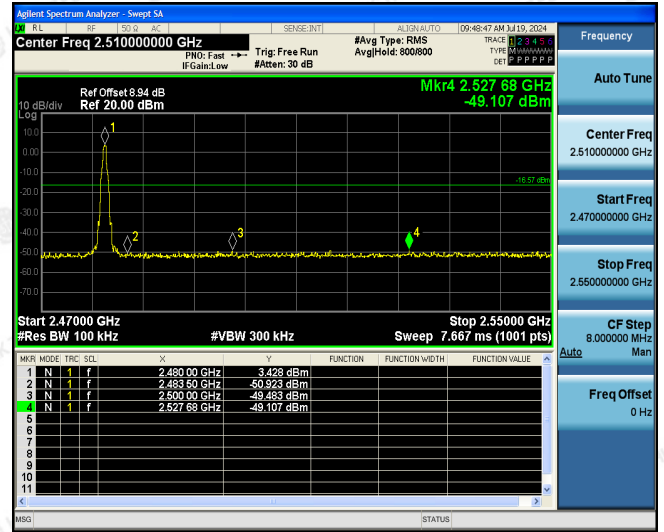 Agilent Spectrum Analyzer - Swept SA
RL RF 50 Ω AC SENSE:INT ALIGN AUTO 09:48:47 AM Jul 19, 2024
Center Freq 2.510000000 GHz
PNO: Fast
IFGain:Low
Trig: Free Run
#Atten: 30 dB
#Avg Type: RMS
Avg|Hold: 800/800
TRACE 1 2 3 4 5 6
TYPE M
DET P P P P P P
Ref Offset 8.94 dB
Ref 20.00 dBm
10 dB/div
Log
Mkr4 2.527 68 GHz
-49.107 dBm
10.0
0.00
-10.0
-20.0
-30.0
-40.0
-50.0
-60.0
-70.0
1
2
3
4
-16.57 dBm
Start 2.47000 GHz Stop 2.55000 GHz
#Res BW 100 kHz #VBW 300 kHz Sweep 7.667 ms (1001 pts)
MKR MODE TRC SCL X Y FUNCTION FUNCTION WIDTH FUNCTION VALUE
1 N 1 f 2.480 00 GHz 3.428 dBm
2 N 1 f 2.483 50 GHz -50.923 dBm
3 N 1 f 2.500 00 GHz -49.483 dBm
4 N 1 f 2.527 68 GHz -49.107 dBm
5
6
7
8
9
10
11
MSG STATUS
Frequency
Auto Tune
Center Freq
2.510000000 GHz
Start Freq
2.470000000 GHz
Stop Freq
2.550000000 GHz
CF Step
8.000000 MHz
Auto Man
Freq Offset
0 Hz